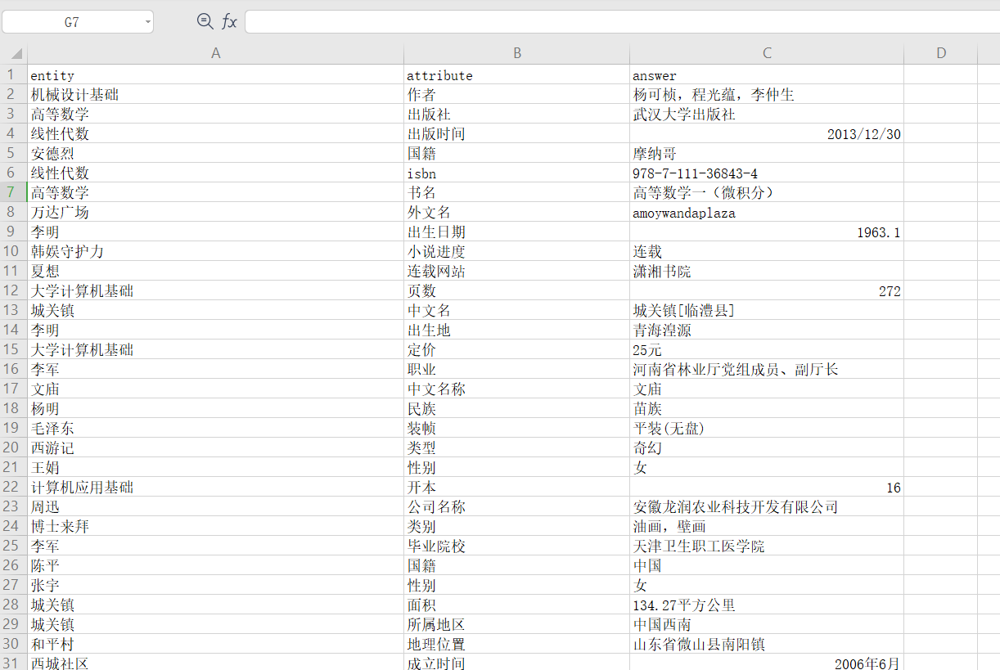 G7 fx
A B C D
1 entity attribute answer
2 机械设计基础 作者 杨可桢，程光蕴，李仲生
3 高等数学 出版社 武汉大学出版社
4 线性代数 出版时间 2013/12/30
5 安德烈 国籍 摩纳哥
6 线性代数 isbn 978-7-111-36843-4
7 高等数学 书名 高等数学一（微积分）
8 万达广场 外文名 amoywandaplaza
9 李明 出生日期 1963.1
10 韩娱守护力 小说进度 连载
11 夏想 连载网站 潇湘书院
12 大学计算机基础 页数 272
13 城关镇 中文名 城关镇[临澧县]
14 李明 出生地 青海湟源
15 大学计算机基础 定价 25元
16 李军 职业 河南省林业厅党组成员、副厅长
17 文庙 中文名称 文庙
18 杨明 民族 苗族
19 毛泽东 装帧 平装(无盘)
20 西游记 类型 奇幻
21 王娟 性别 女
22 计算机应用基础 开本 16
23 周迅 公司名称 安徽龙润农业科技开发有限公司
24 博士来拜 类别 油画，壁画
25 李军 毕业院校 天津卫生职工医学院
26 陈平 国籍 中国
27 张宇 性别 女
28 城关镇 面积 134.27平方公里
29 城关镇 所属地区 中国西南
30 和平村 地理位置 山东省微山县南阳镇
31 西城社区 成立时间 2006年6月